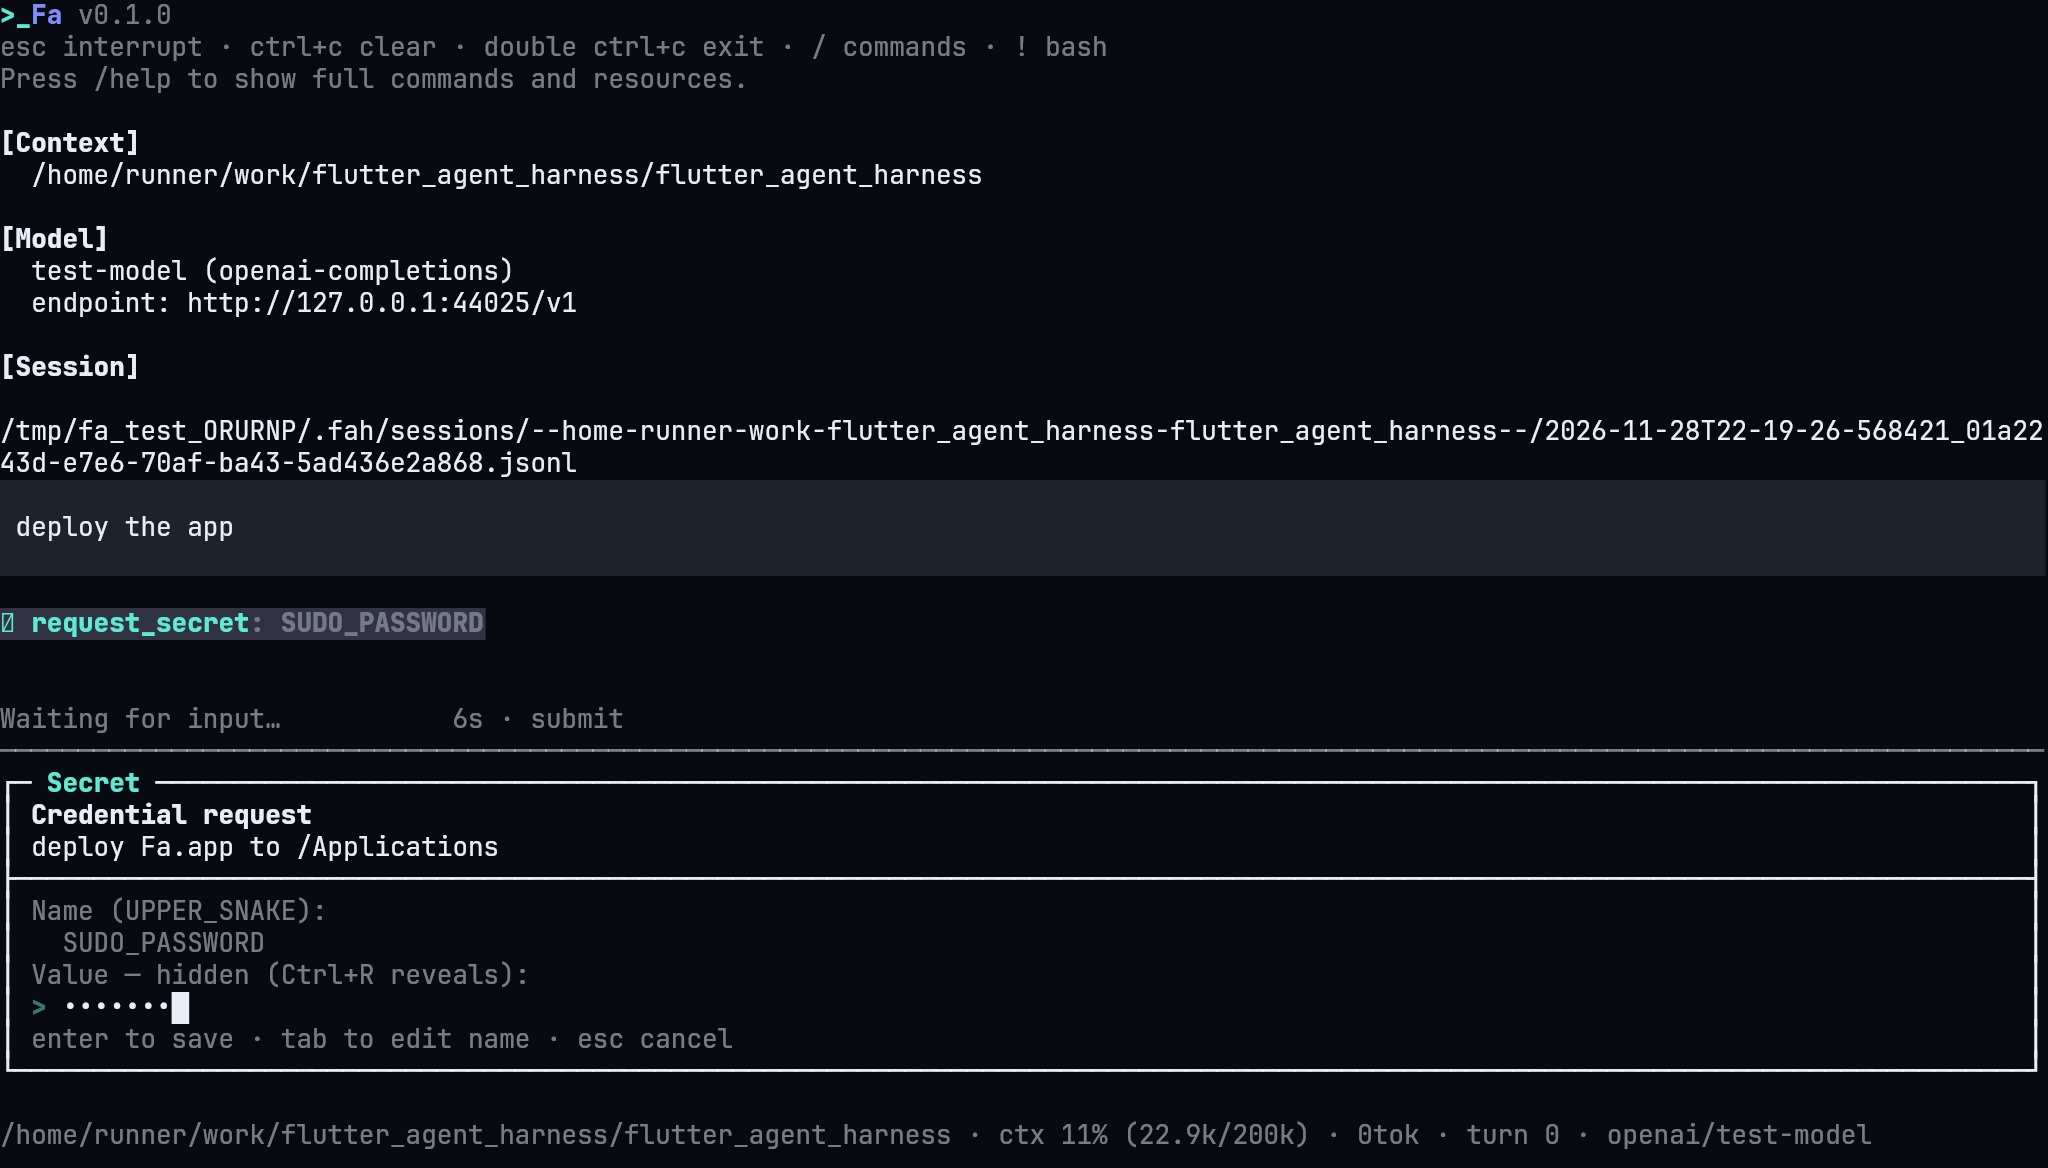 >_Fa v0.1.0
esc interrupt · ctrl+c clear · double ctrl+c exit · / commands · ! bash
Press /help to show full commands and resources.
[Context]
/home/runner/work/flutter_agent_harness/flutter_agent_harness
[Model]
test-model (openai-completions)
endpoint: http://127.0.0.1:44025/v1
[Session]
/tmp/fa_test_ORURNP/.fah/sessions/--home-runner-work-flutter_agent_harness-flutter_agent_harness--/2026-11-28T22-19-26-568421_01a22
43d-e7e6-70af-ba43-5ad436e2a868.jsonl
deploy the app
request_secret: SUDO_PASSWORD
Waiting for input… 6s · submit
Secret
Credential request
deploy Fa.app to /Applications
Name (UPPER_SNAKE):
SUDO_PASSWORD
Value — hidden (Ctrl+R reveals):
> •••••••
enter to save · tab to edit name · esc cancel
/home/runner/work/flutter_agent_harness/flutter_agent_harness · ctx 11% (22.9k/200k) · 0tok · turn 0 · openai/test-model